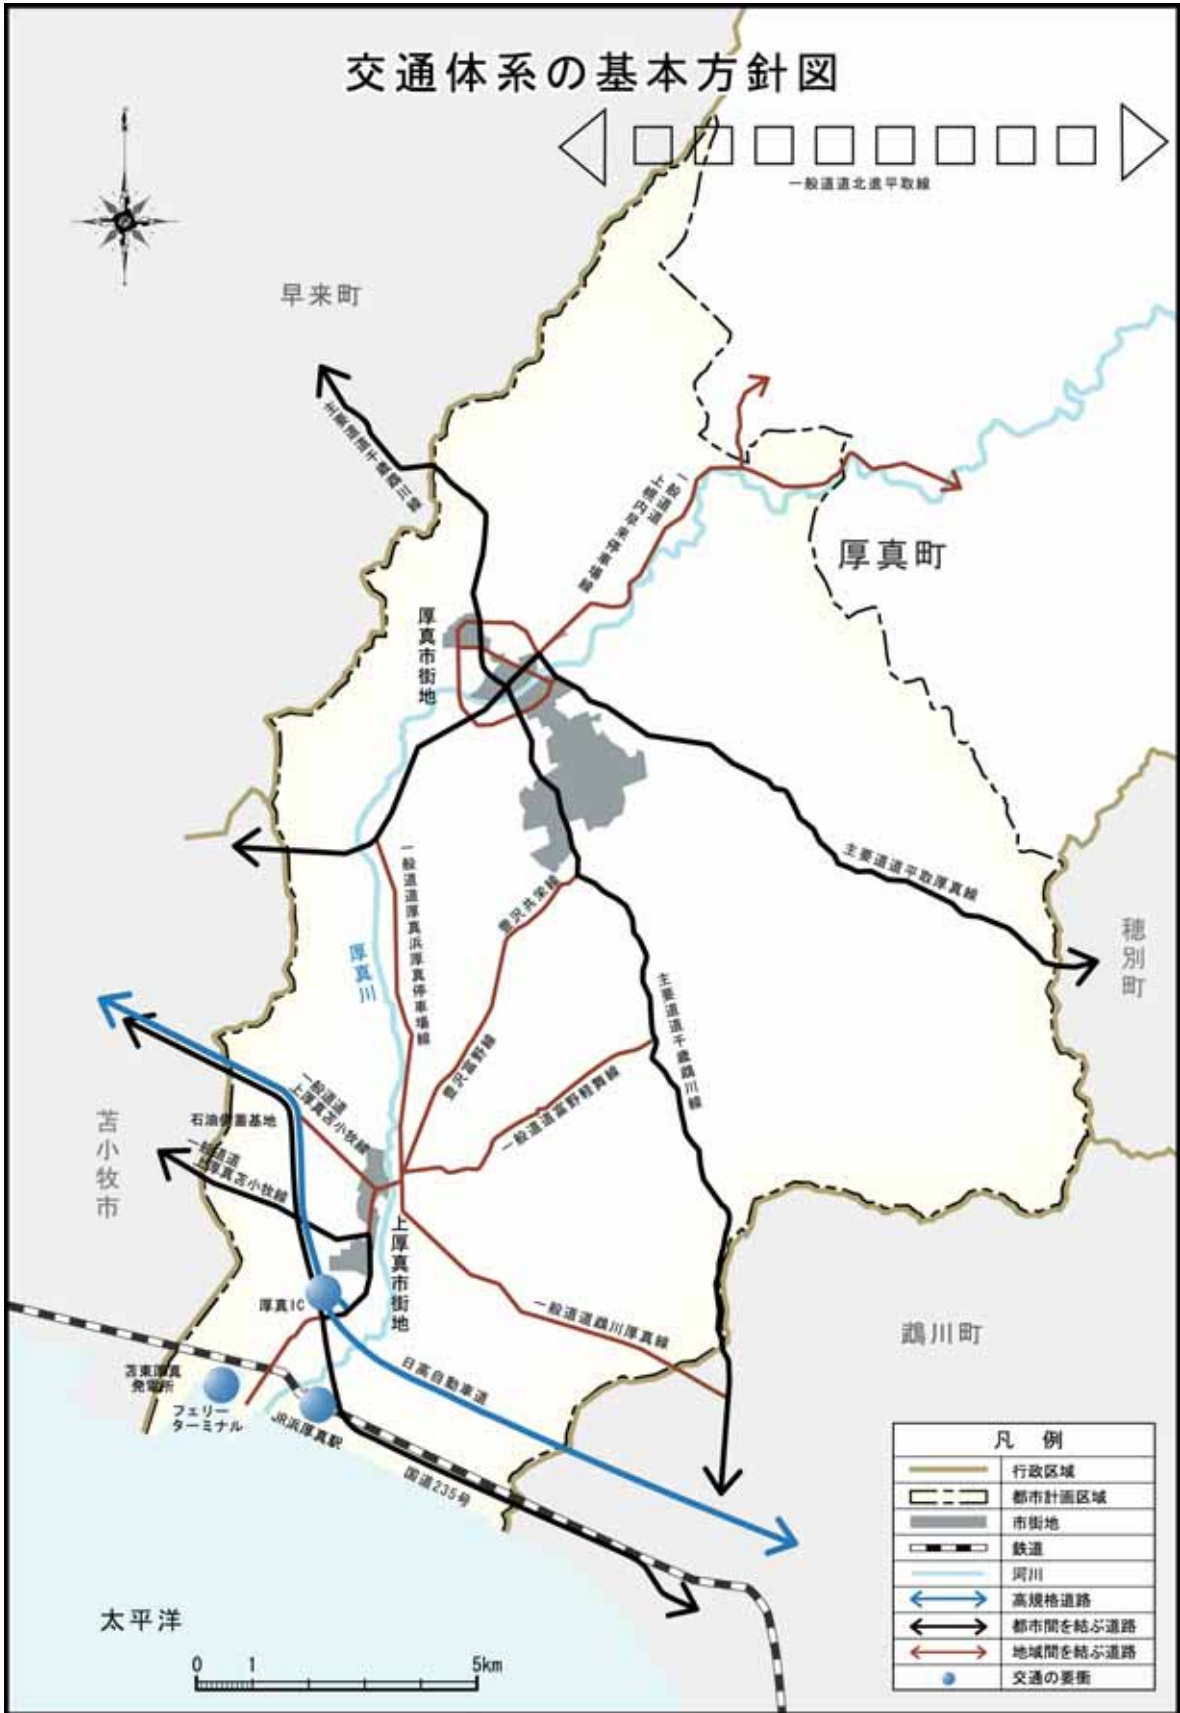 交通体系の基本方針図
一般道道北進平取線
早来町
主要道道千歳鵡川線
一般道道
上幌内早来停車場線
厚真町
厚真市街地
主要道道平取厚真線
一般道道厚真浜厚真停車場線
豊沢共栄線
穂別町
厚真川
主要道道千歳鵡川線
豊沢富野線
一般道道
上厚真苫小牧線
一般道道富野軽舞線
石油備蓄基地
苫小牧市
一般道道
上厚真苫小牧線
上厚真市街地
厚真IC
一般道道鵡川厚真線
鵡川町
苫東厚真
発電所
日高自動車道
フェリー
ターミナル
JR浜厚真駅
国道235号
凡 例
行政区域
都市計画区域
市街地
鉄道
河川
高規格道路
都市間を結ぶ道路
地域間を結ぶ道路
交通の要衝
太平洋
0 1 5km